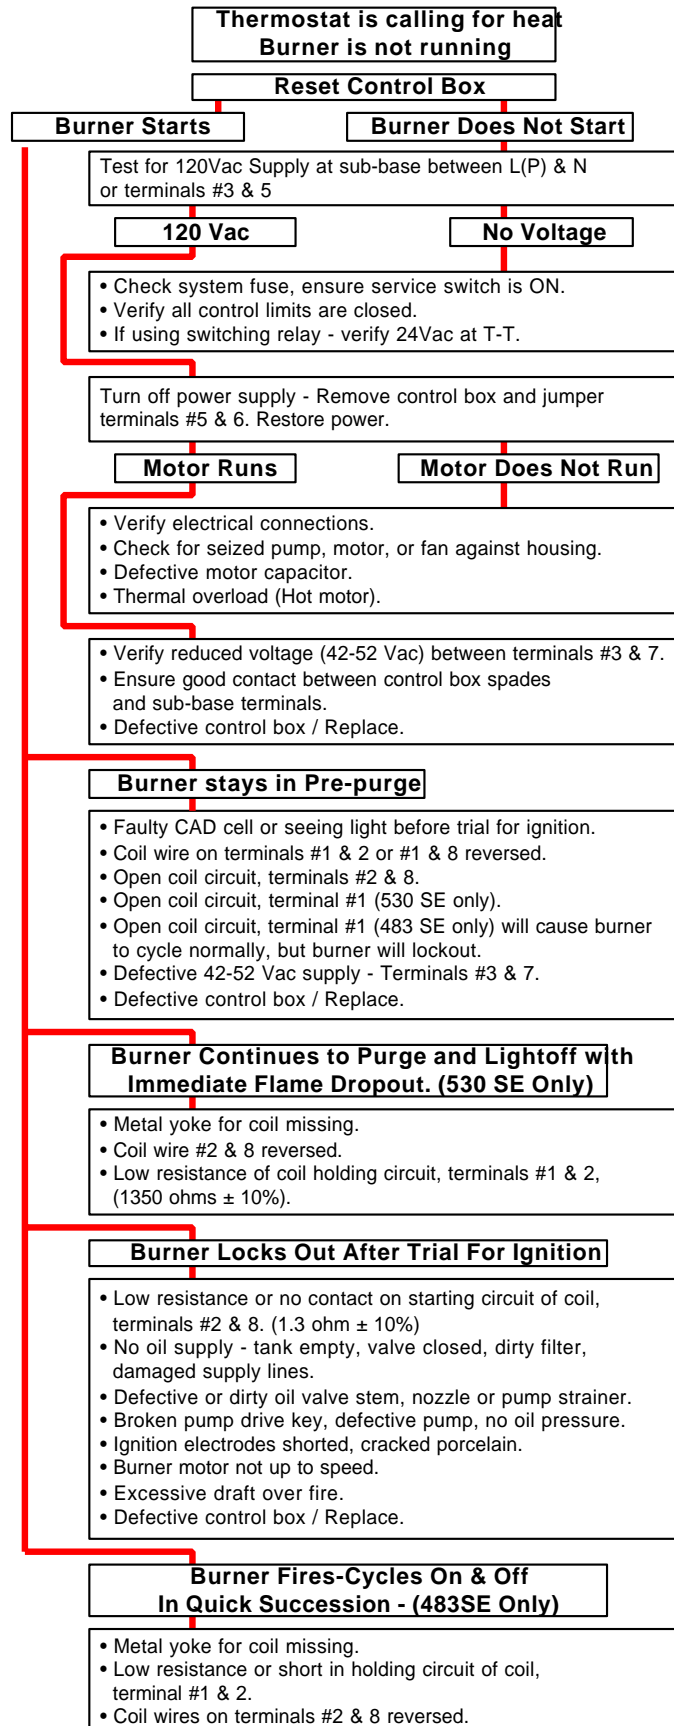 Thermostat is calling for heat
Burner is not running
Reset Control Box
Burner Starts
Burner Does Not Start
Test for 120Vac Supply at sub-base between L(P) & N
or terminals #3 & 5
120 Vac
No Voltage
• Check system fuse, ensure service switch is ON.
• Verify all control limits are closed.
• If using switching relay - verify 24Vac at T-T.
Turn off power supply - Remove control box and jumper
terminals #5 & 6. Restore power.
Motor Runs
Motor Does Not Run
• Verify electrical connections.
• Check for seized pump, motor, or fan against housing.
• Defective motor capacitor.
• Thermal overload (Hot motor).
• Verify reduced voltage (42-52 Vac) between terminals #3 & 7.
• Ensure good contact between control box spades
and sub-base terminals.
• Defective control box / Replace.
Burner stays in Pre-purge
• Faulty CAD cell or seeing light before trial for ignition.
• Coil wire on terminals #1 & 2 or #1 & 8 reversed.
• Open coil circuit, terminals #2 & 8.
• Open coil circuit, terminal #1 (530 SE only).
• Open coil circuit, terminal #1 (483 SE only) will cause burner
to cycle normally, but burner will lockout.
• Defective 42-52 Vac supply - Terminals #3 & 7.
• Defective control box / Replace.
Burner Continues to Purge and Lightoff with
Immediate Flame Dropout. (530 SE Only)
• Metal yoke for coil missing.
• Coil wire #2 & 8 reversed.
• Low resistance of coil holding circuit, terminals #1 & 2,
(1350 ohms ± 10%).
Burner Locks Out After Trial For Ignition
• Low resistance or no contact on starting circuit of coil,
terminals #2 & 8. (1.3 ohm ± 10%)
• No oil supply - tank empty, valve closed, dirty filter,
damaged supply lines.
• Defective or dirty oil valve stem, nozzle or pump strainer.
• Broken pump drive key, defective pump, no oil pressure.
• Ignition electrodes shorted, cracked porcelain.
• Burner motor not up to speed.
• Excessive draft over fire.
• Defective control box / Replace.
Burner Fires-Cycles On & Off
In Quick Succession - (483SE Only)
• Metal yoke for coil missing.
• Low resistance or short in holding circuit of coil,
terminal #1 & 2.
• Coil wires on terminals #2 & 8 reversed.